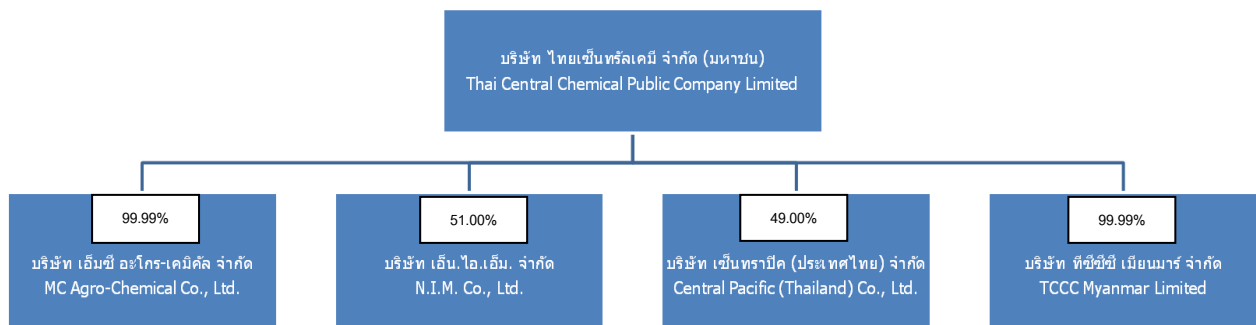 บริษัท ไทยเซ็นทรัลเคมี จำกัด (มหาชน)
Thai Central Chemical Public Company Limited
99.99%
บริษัท เอ็มซี อะโกร-เคมิคัล จำกัด
MC Agro-Chemical Co., Ltd.
51.00%
บริษัท เอ็น.ไอ.เอ็ม. จำกัด
N.I.M. Co., Ltd.
49.00%
บริษัท เซ็นทราปิค (ประเทศไทย) จำกัด
Central Pacific (Thailand) Co., Ltd.
99.99%
บริษัท ทีซีซีซี เมียนมาร์ จำกัด
TCCC Myanmar Limited